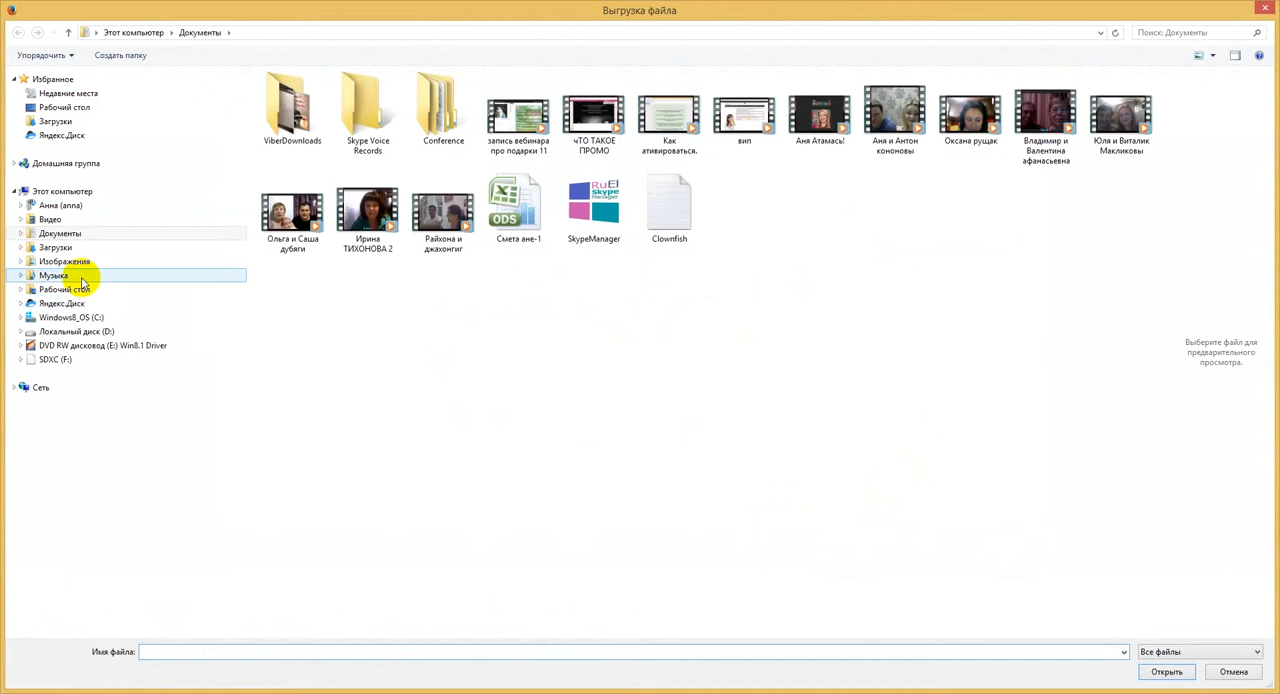 Выгрузка файла
Этот компьютер
Документы
Поиск: Документы
Упорядочить
Создать папку
Избранное
Недавние места
Рабочий стол
Загрузки
Яндекс.Диск
Домашняя группа
Этот компьютер
Анна (anna)
Видео
Документы
Загрузки
Изображения
Музыка
Рабочий стол
Яндекс.Диск
Windows8_OS (C:)
Локальный диск (D:)
DVD RW дисковод (E:) Win8.1 Driver
SDXC (F:)
Сеть
ViberDownloads
Skype Voice
Records
Conference
запись вебинара
про подарки 11
чТО ТАКОЕ
ПРОМО
Как
ативироваться.
вип
Аня Атамась!
Аня и Антон
кононовы
Оксана рущак
Владимир и
Валентина
афанасьевна
Юля и Виталик
Макликовы
Ольга и Саша
дубяги
Ирина
ТИХОНОВА 2
Райхона и
джахонгиг
ODS
Смета ане-1
RuEl
Skype
Manager
SkypeManager
Clownfish
Выберите файл для
предварительного
просмотра.
Имя файла:
Все файлы
Открыть
Отмена